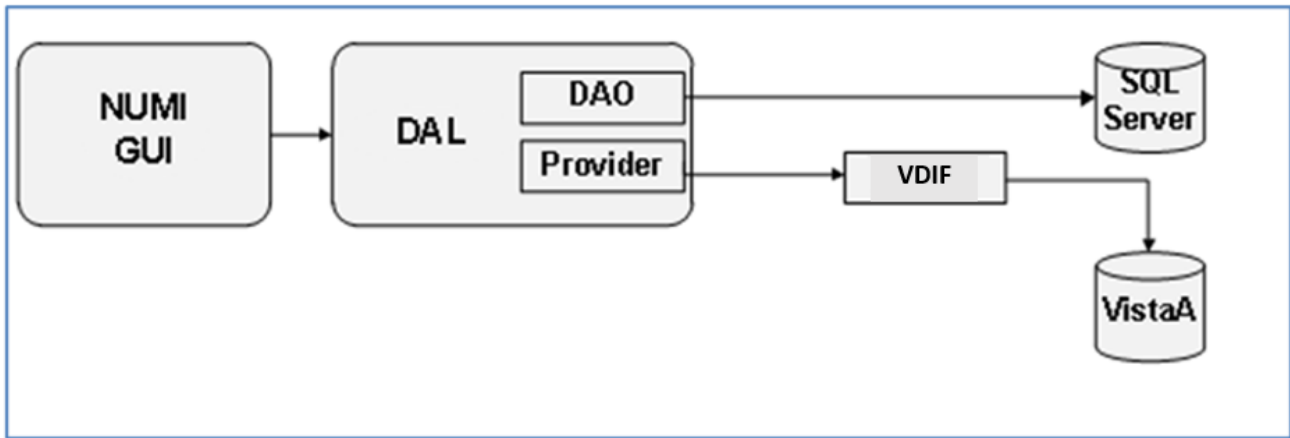 NUMI
GUI
DAL
DAO
Provider
VDIF
SQL
Server
VistaA